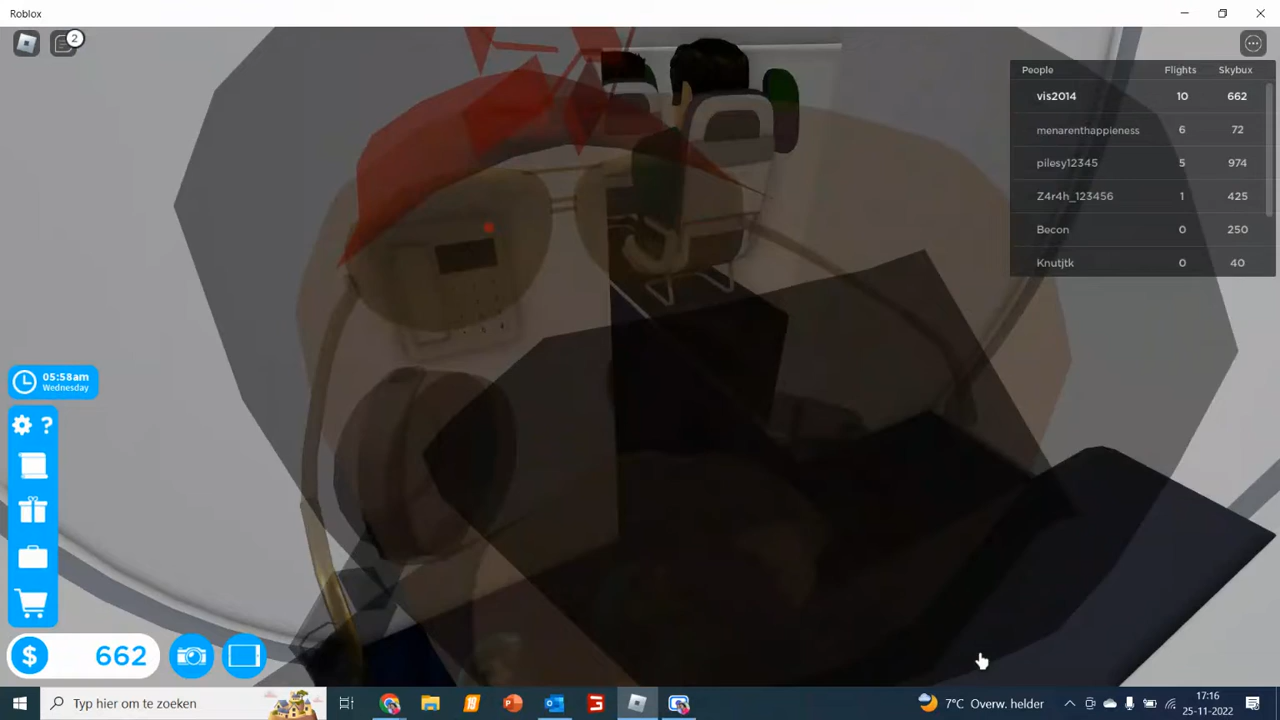 Roblox
2
People Flights Skybux
vis2014 10 662
menarenthappieness 6 72
pilesy12345 5 974
Z4r4h_123456 1 425
Becon 0 250
Knutjtk 0 40
05:58am
Wednesday
?
$ 662
Typ hier om te zoeken
7°C Overw. helder
17:16
25-11-2022